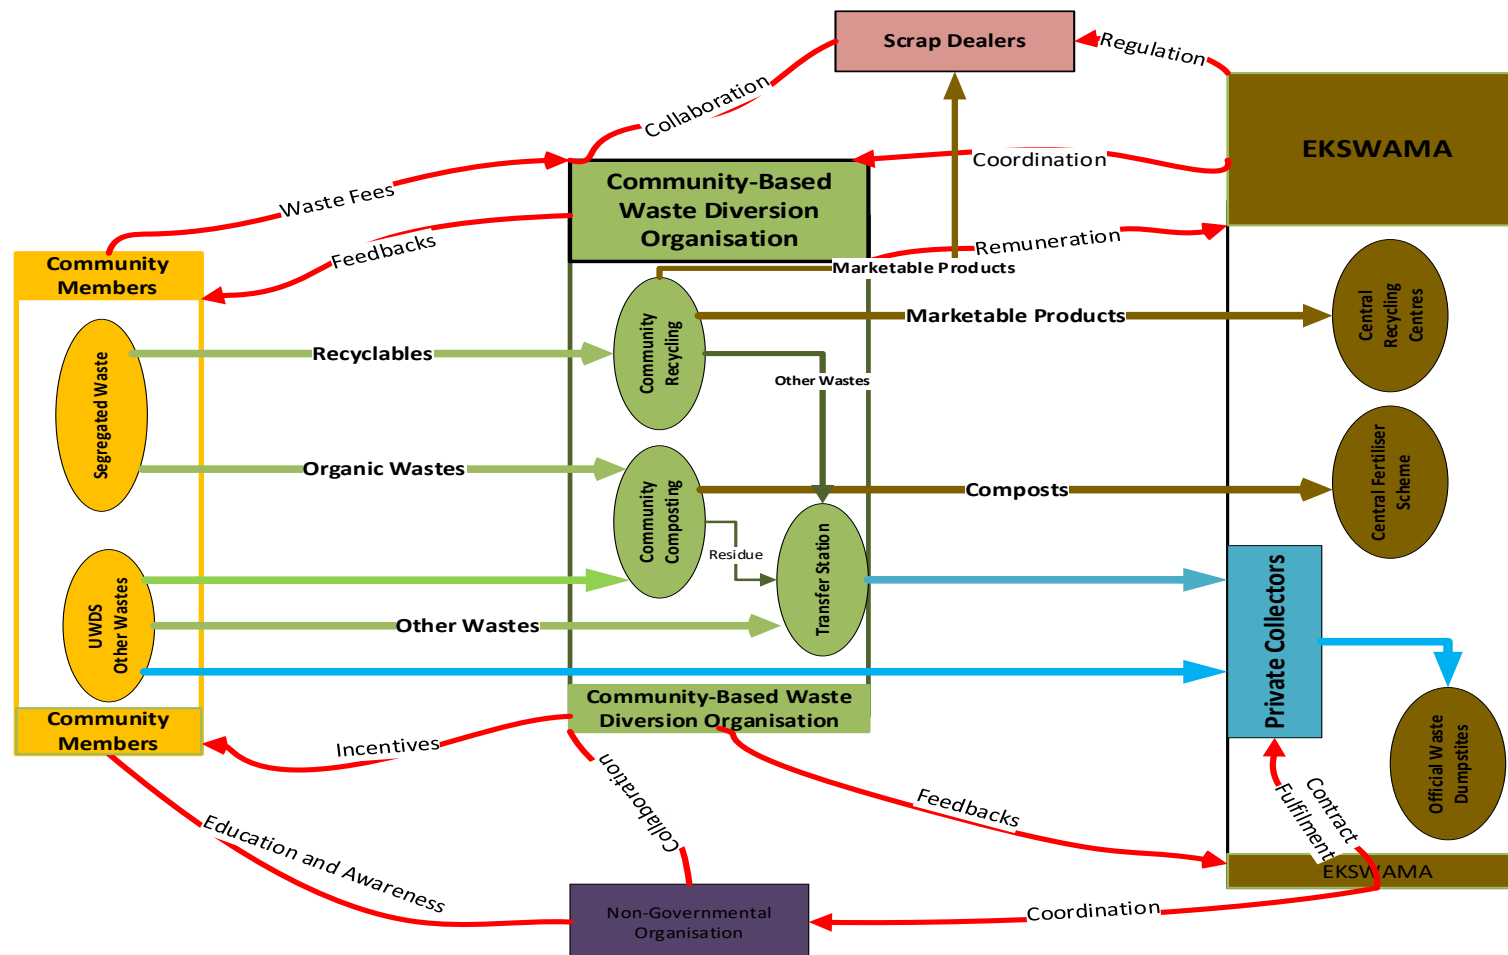 Scrap Dealers
Regulation
Collaboration
EKSWAMA
Coordination
Community-Based
Waste Diversion
Organisation
Waste Fees
Feedbacks
Remuneration
Marketable Products
Community
Members
Community
Recycling
Marketable Products
Central
Recycling
Centres
Segregated Waste
Recyclables
Other Wastes
Organic Wastes
Community
Composting
Composts
Central Fertiliser
Scheme
Residue
Transfer Station
UWDS
Other Wastes
Other Wastes
Private Collectors
Official Waste
Dumpstites
Community-Based Waste
Diversion Organisation
Community
Members
Incentives
Collaboration
Feedbacks
Contract
Fulfilment
EKSWAMA
Education and Awareness
Non-Governmental
Organisation
Coordination